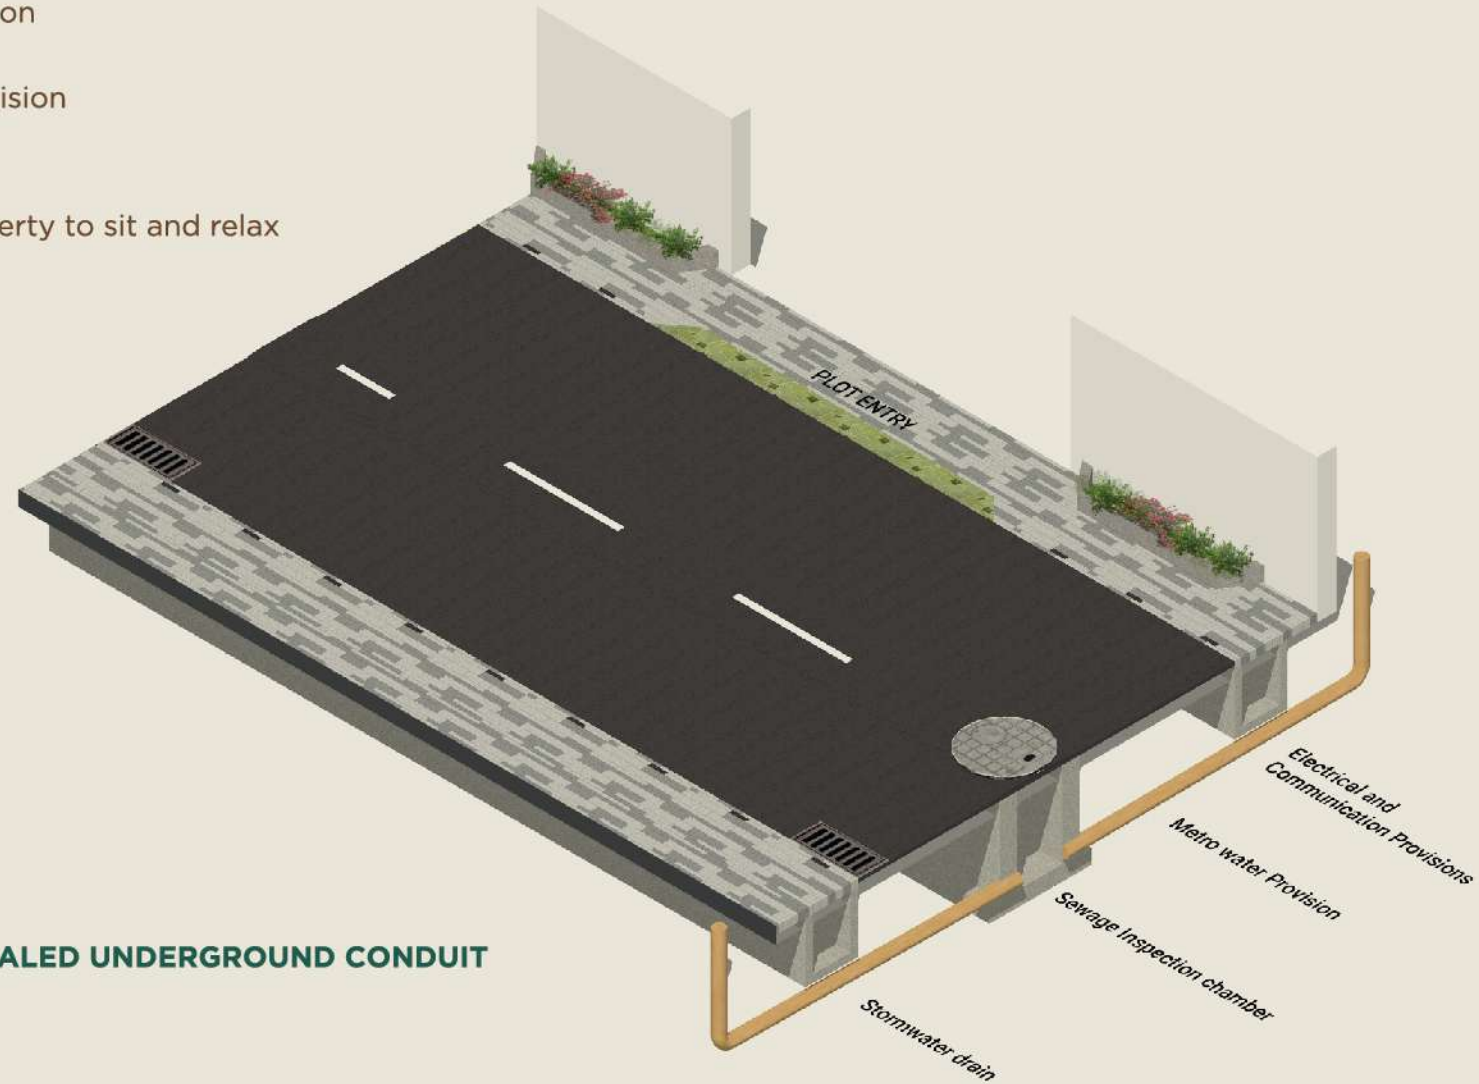 on
ision
erty to sit and relax
PLOT ENTRY
Electrical and
Communication Provisions
Metro water Provision
Sewage Inspection chamber
ALED UNDERGROUND CONDUIT
Stormwater drain